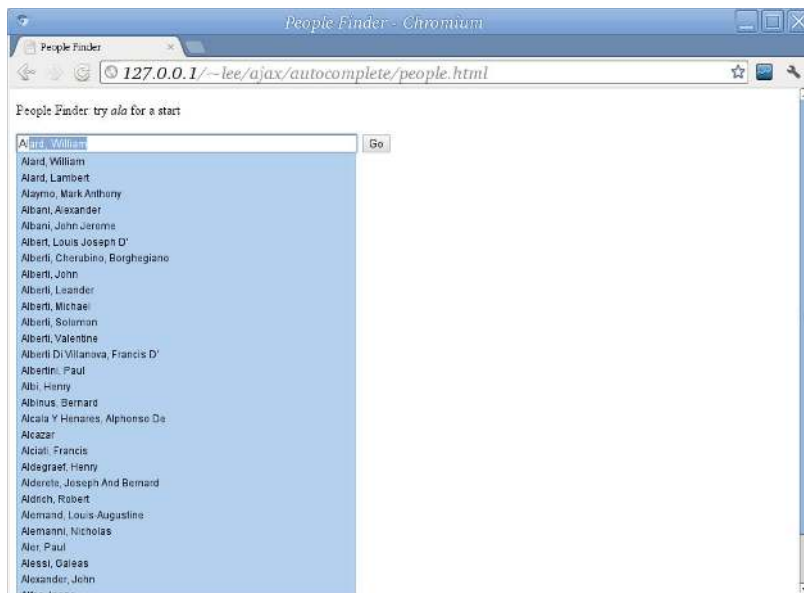 People Finder - Chromium
People Finder
127.0.0.1/~lee/ajax/autocomplete/people.html
People Finder: try ala for a start
Alard, William
Go
Alard, William
Alard, Lambert
Alaymo, Mark Anthony
Albani, Alexander
Albani, John Jerome
Albert, Louis Joseph D'
Alberti, Cherubino, Borghegiano
Alberti, John
Alberti, Leander
Alberti, Michael
Alberti, Soloman
Alberti, Valentine
Alberti Di Villanova, Francis D'
Albertini, Paul
Albi, Henry
Albinus, Bernard
Alcala Y Henares, Alphonso De
Alcazar
Alciati, Francis
Aldegraef, Henry
Alderete, Joseph And Bernard
Aldrich, Robert
Alemand, Louis-Augustine
Alemanni, Nicholas
Aler, Paul
Alessi, Galeas
Alexander, John